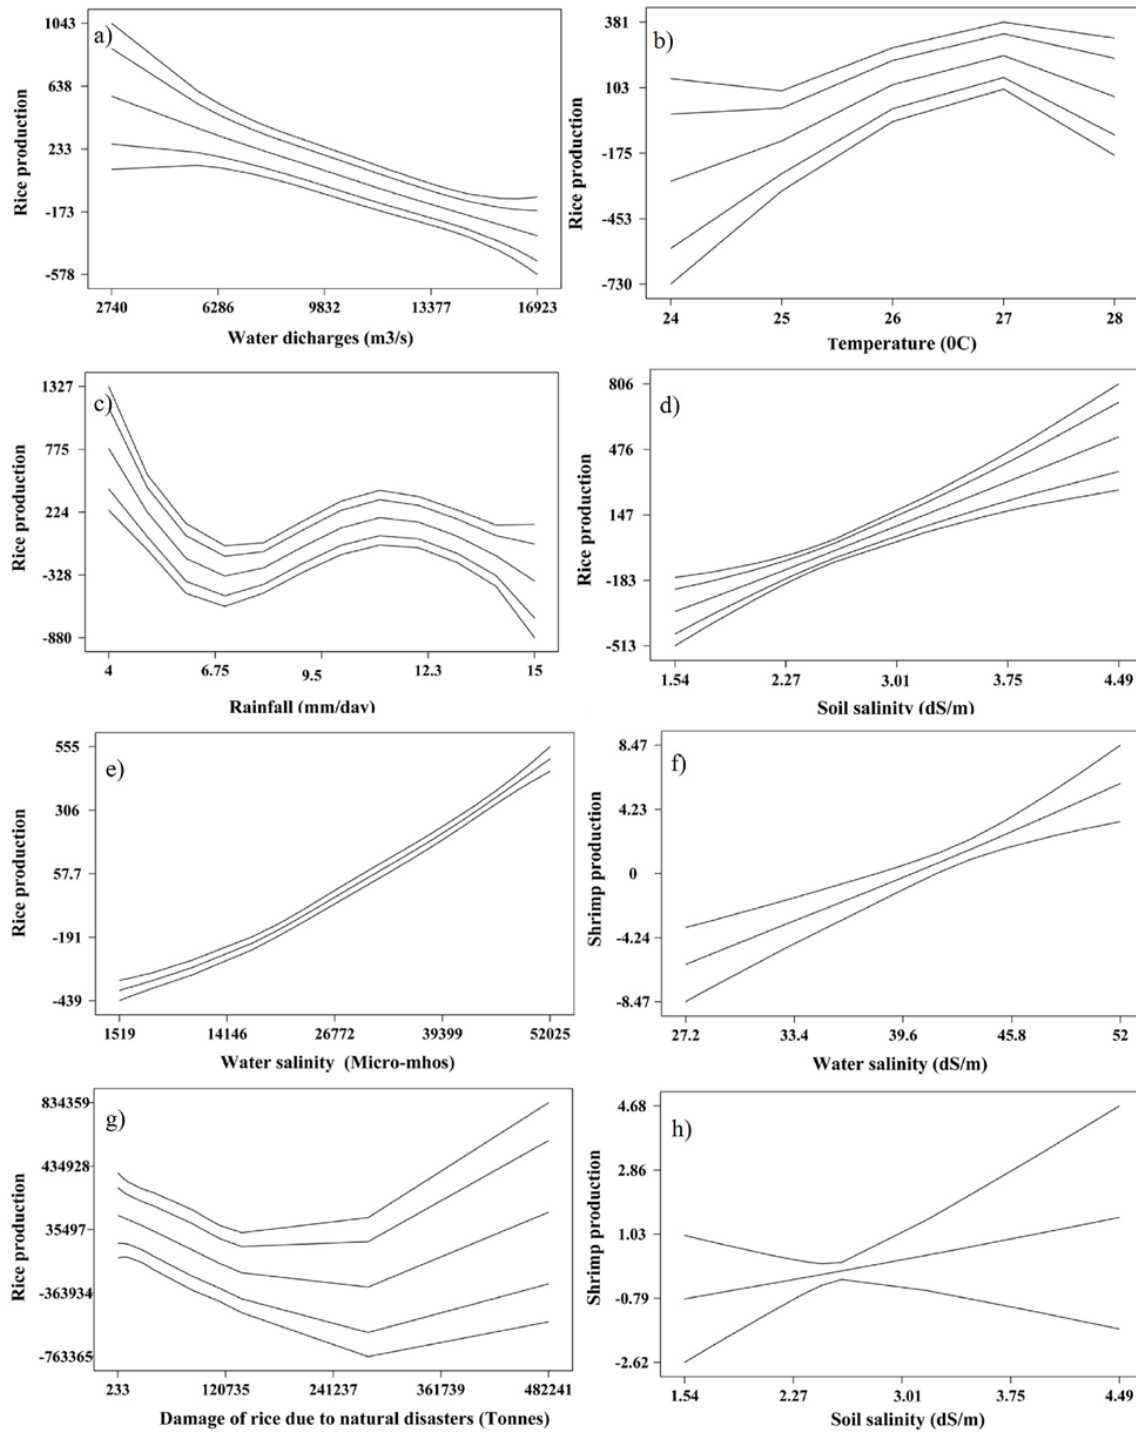 a)
Rice production
1043
638
233
-173
-578
2740 6286 9832 13377 16923
Water dicharges (m3/s)
b)
Rice production
381
103
-175
-453
-730
24 25 26 27 28
Temperature (0C)
c)
Rice production
1327
775
224
-328
-880
4 6.75 9.5 12.3 15
Rainfall (mm/day)
d)
Rice production
806
476
147
-183
-513
1.54 2.27 3.01 3.75 4.49
Soil salinity (dS/m)
e)
Rice production
555
306
57.7
-191
-439
1519 14146 26772 39399 52025
Water salinity (Micro-mhos)
f)
Shrimp production
8.47
4.23
0
-4.24
-8.47
27.2 33.4 39.6 45.8 52
Water salinity (dS/m)
g)
Rice production
834359
434928
35497
-363934
-763365
233 120735 241237 361739 482241
Damage of rice due to natural disasters (Tonnes)
h)
Shrimp production
4.68
2.86
1.03
-0.79
-2.62
1.54 2.27 3.01 3.75 4.49
Soil salinity (dS/m)